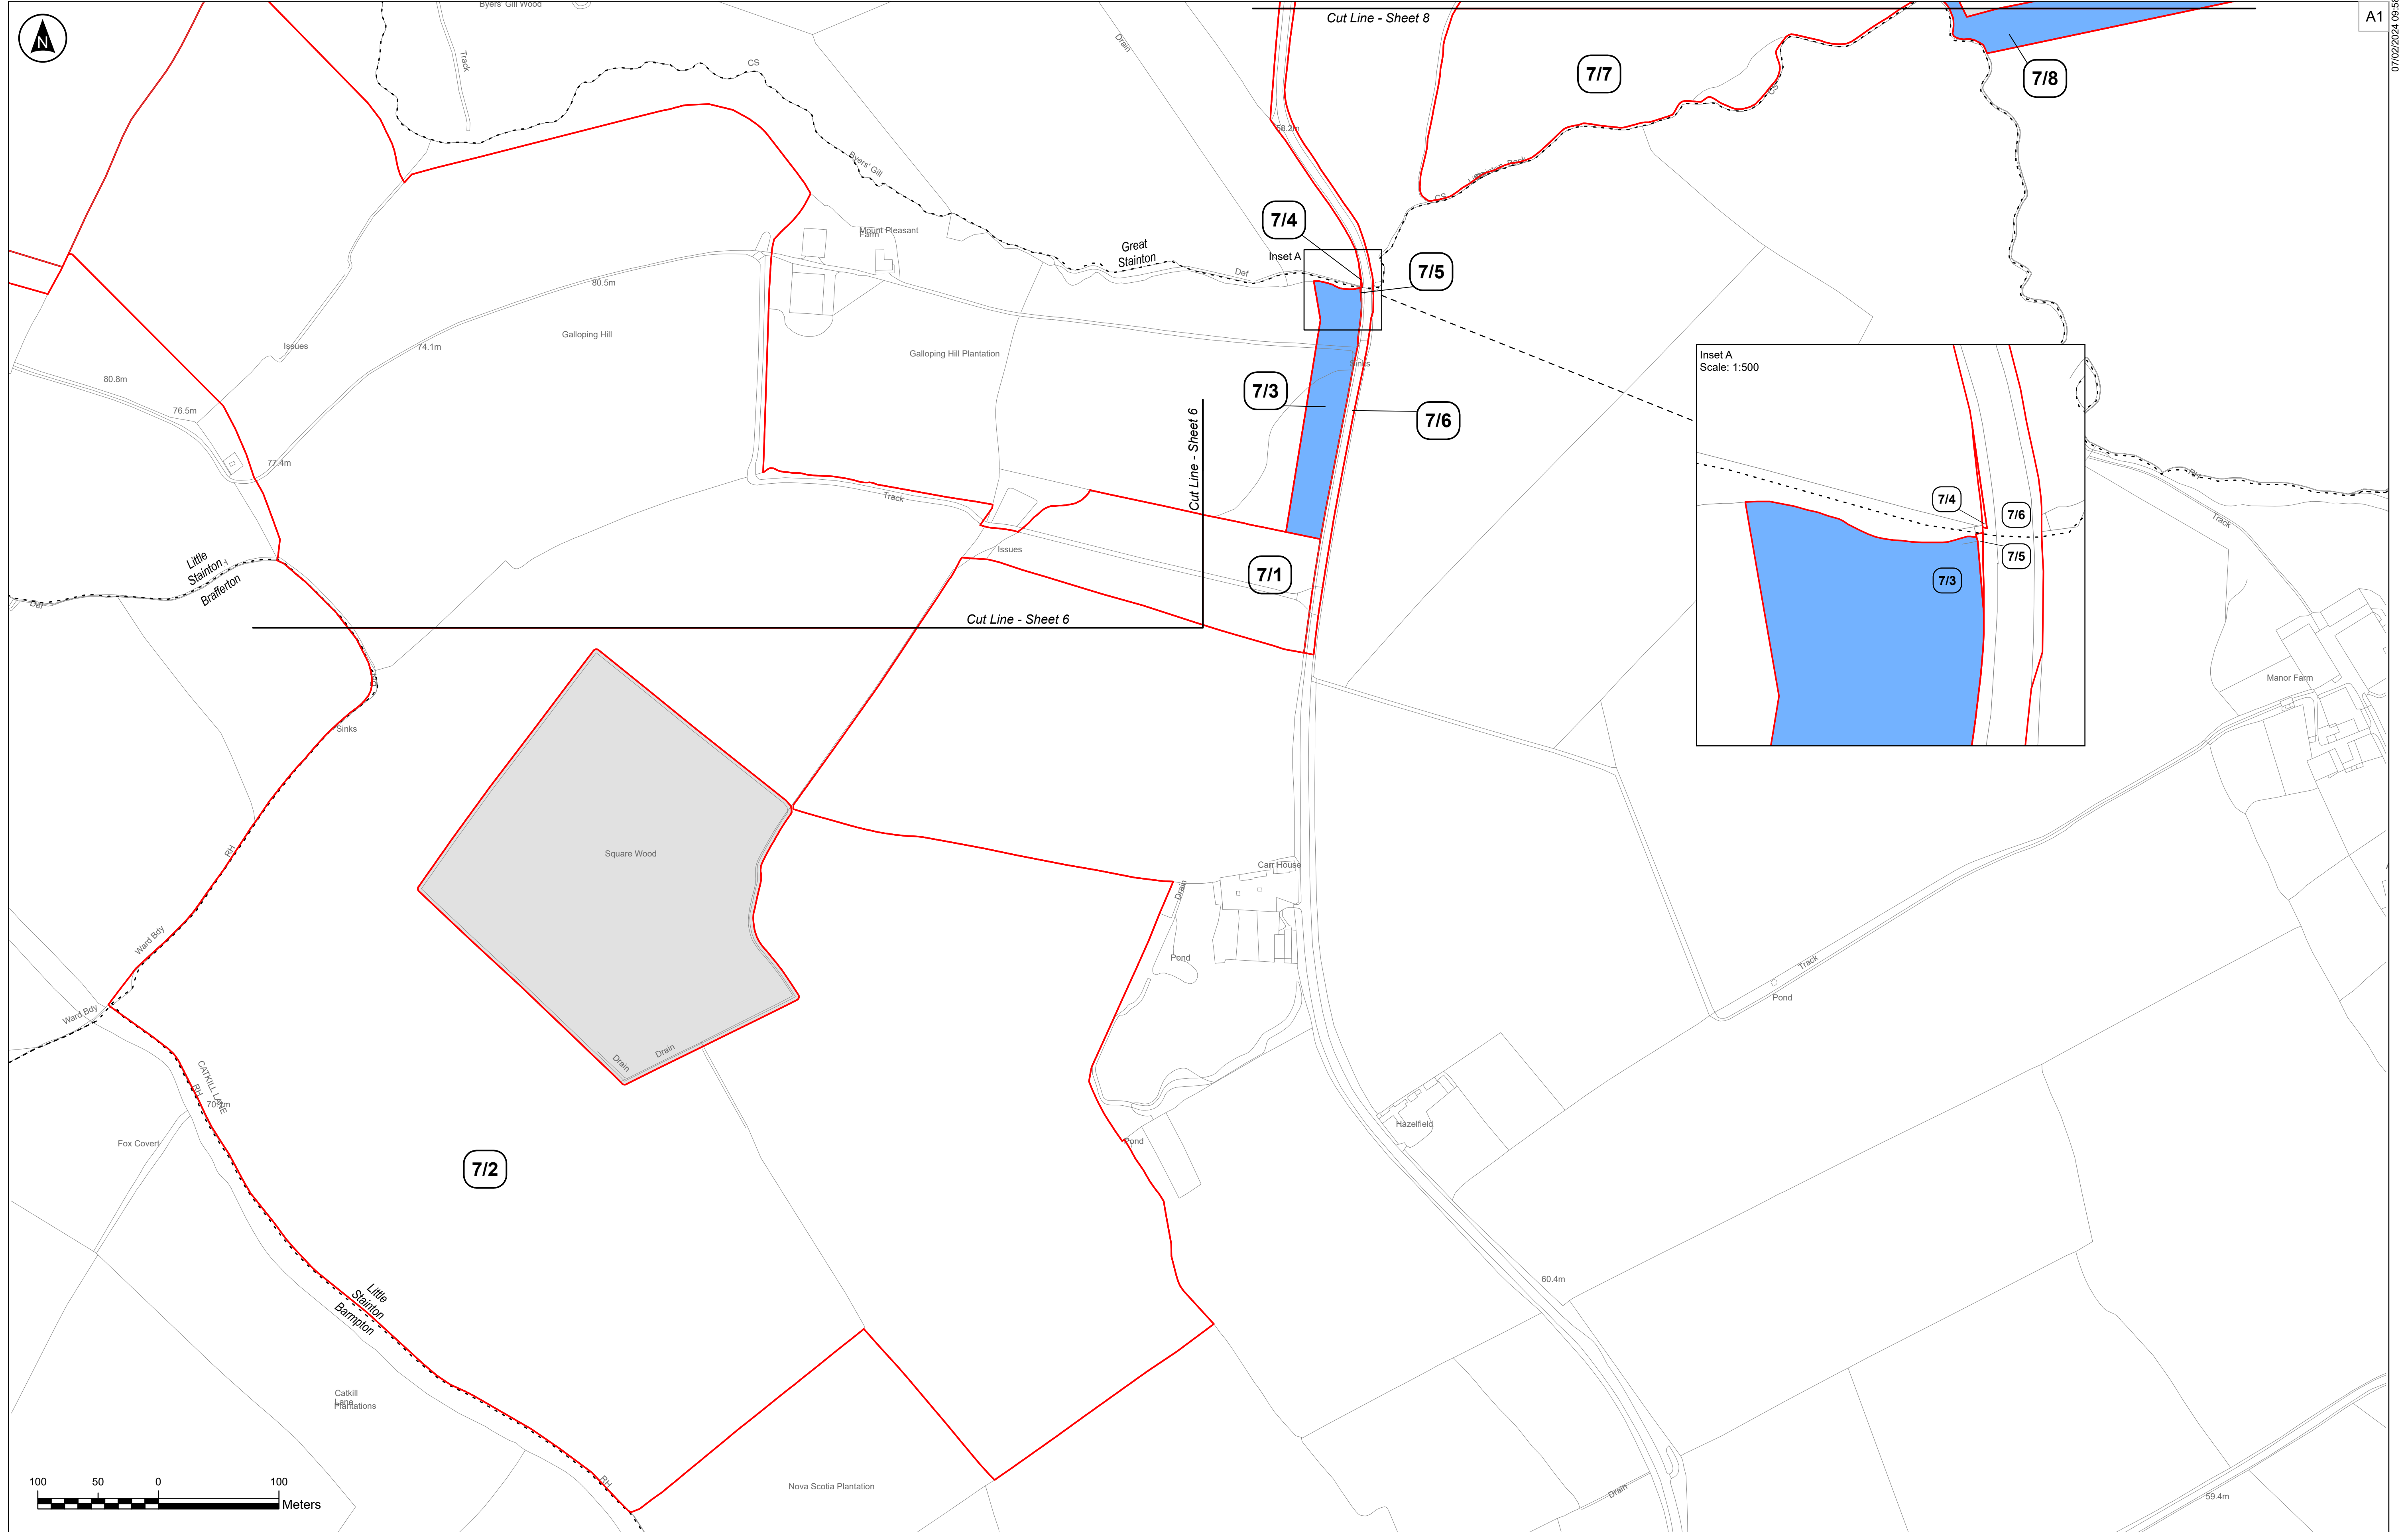 Byers' Gill Wood
Cut Line - Sheet 8
A1
07/02/2024 09:58
N
Track
Drain
CS
7/7
7/8
58.2m
CS
Byers' Gill
CS
7/4
Mount Pleasant
Farm
Great
Stainton
Inset A
7/5
Def
80.5m
Galloping Hill
74.1m
Issues
Galloping Hill Plantation
Sinks
Inset A
Scale: 1:500
80.8m
7/3
76.5m
7/6
Cut Line - Sheet 6
77.4m
Track
7/4
7/6
7/5
7/3
Track
Issues
Little
Stainton
Brafferton
Def
7/1
Cut Line - Sheet 6
Manor Farm
Sinks
Square Wood
RH
Carr House
Drain
Ward Bdy
Pond
Track
Pond
Ward Bdy
Drain
Drain
CATKILL LANE
RH
Fox Covert
Hazelfield
Pond
7/2
60.4m
Little
Stainton
Barmpton
Catkill
Lane
Plantations
RH
Nova Scotia Plantation
Drain
59.4m
100 50 0 100
Meters